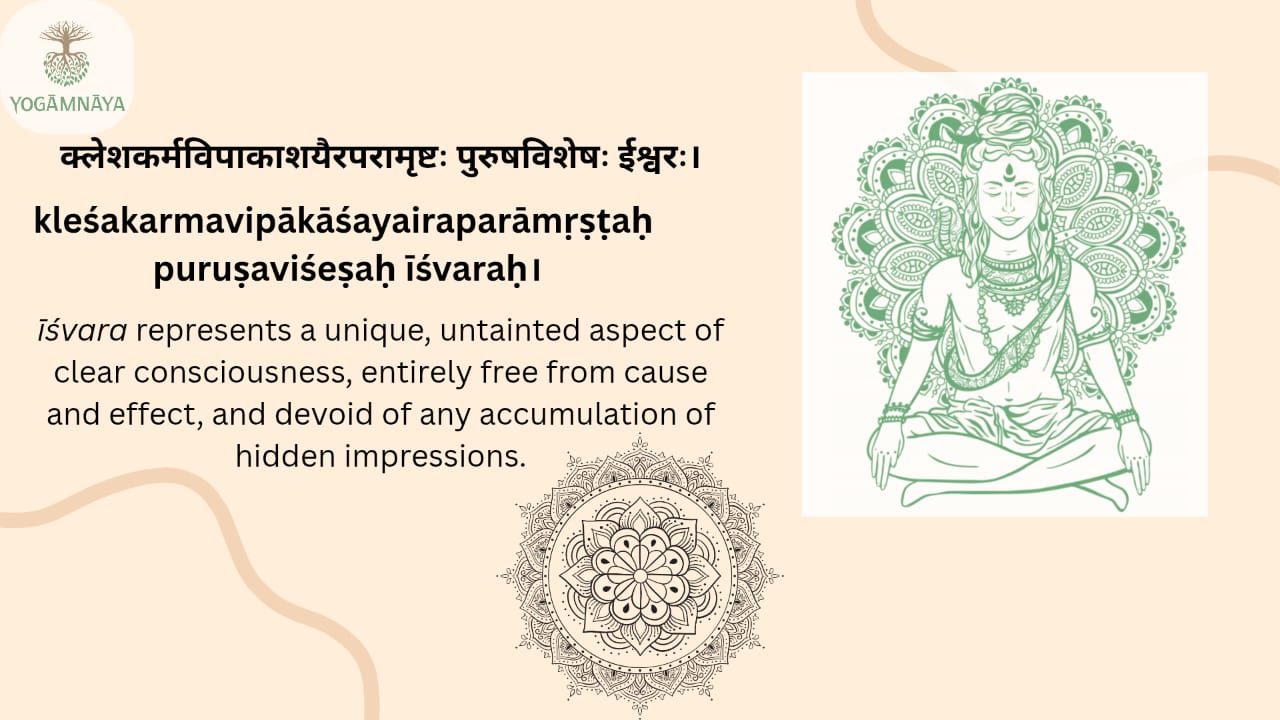 YOGĀMNĀYA
क्लेशकर्मविपाकाशयैरपरामृष्टः पुरुषविशेषः ईश्वरः।
kleśakarmavipākāśayairaparāmṛṣṭaḥ
puruṣaviśeṣaḥ īśvaraḥ।
īśvara represents a unique, untainted aspect of
clear consciousness, entirely free from cause
and effect, and devoid of any accumulation of
hidden impressions.